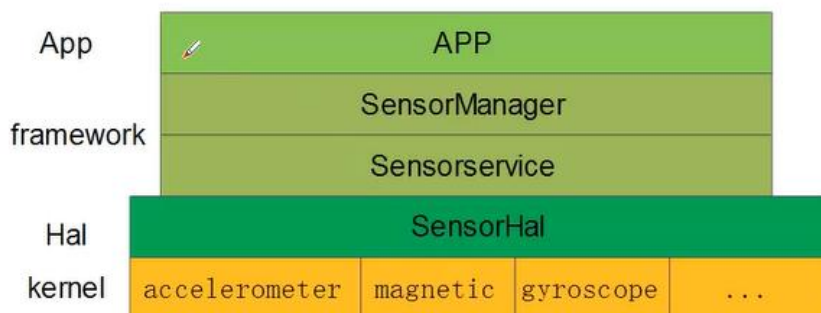 App APP
framework SensorManager
Sensorservice
Hal SensorHal
kernel accelerometer magnetic gyroscope ...